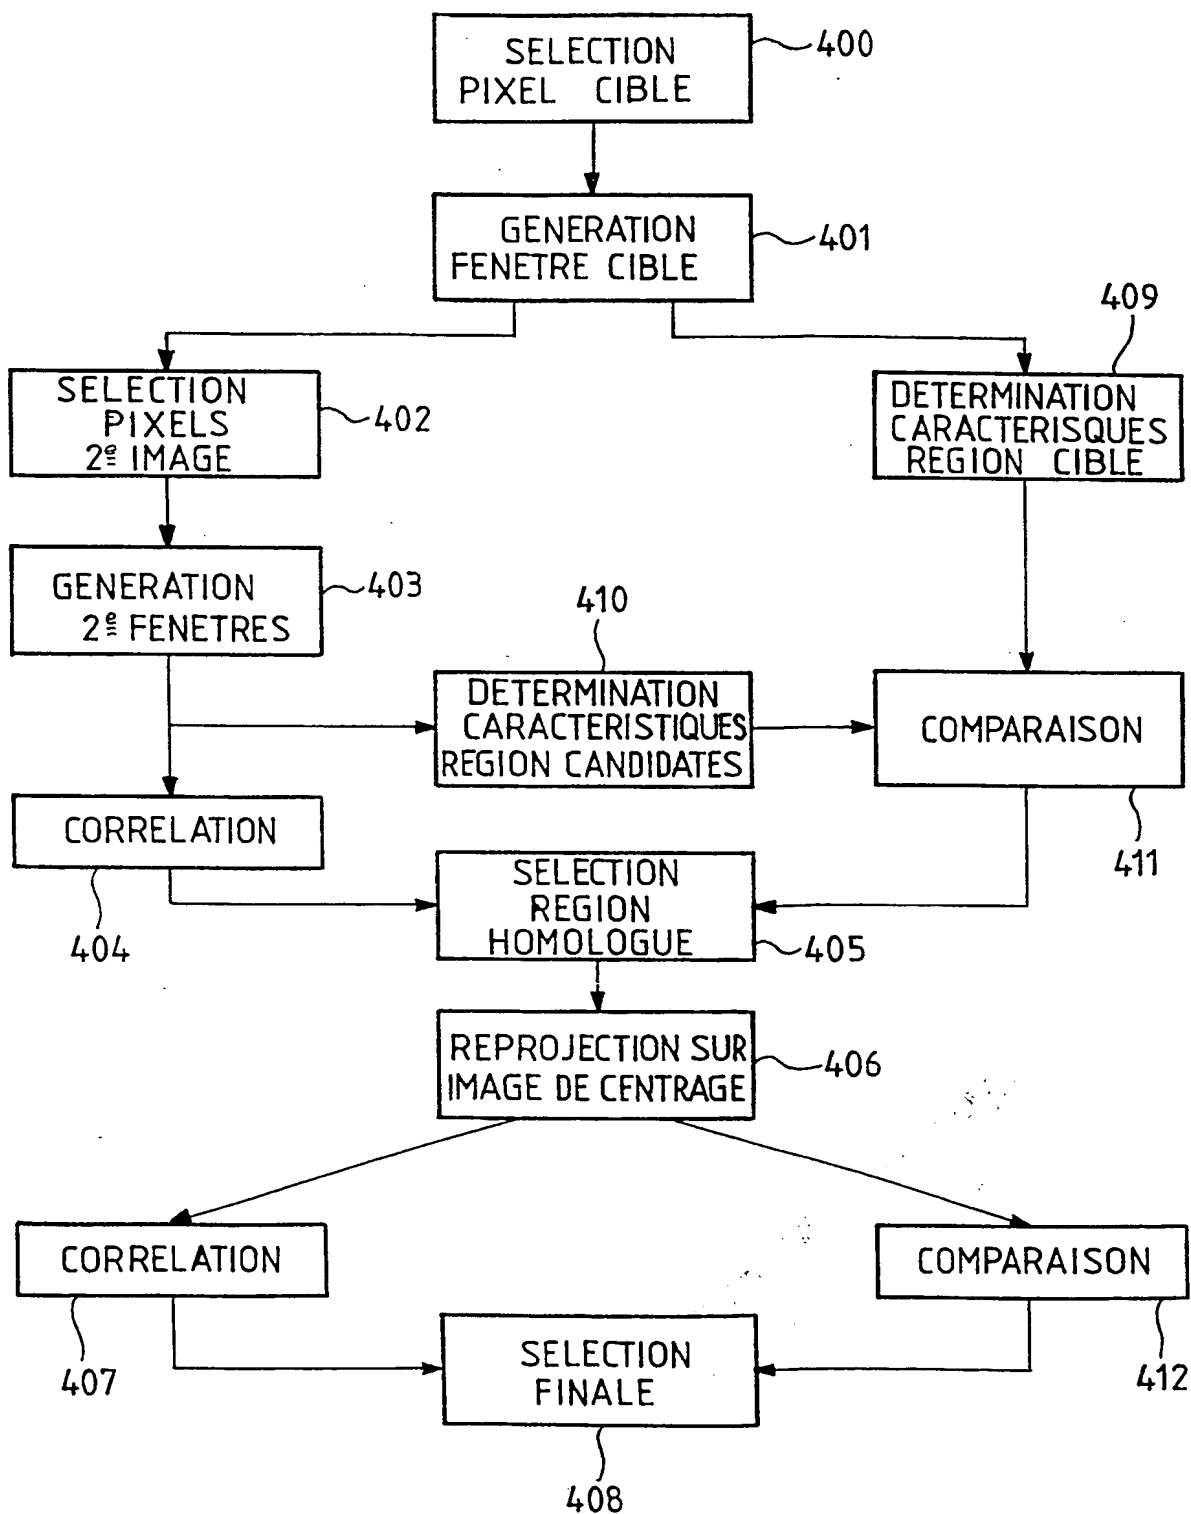 SELECTION
PIXEL CIBLE
400
GENERATION
FENETRE CIBLE
401
409
SELECTION
PIXELS
2e IMAGE
402
DETERMINATION
CARACTERISQUES
REGION CIBLE
GENERATION
2e FENETRES
403
410
DETERMINATION
CARACTERISTIQUES
REGION CANDIDATES
COMPARAISON
411
CORRELATION
404
SELECTION
REGION
HOMOLOGUE
405
REPROJECTION SUR
IMAGE DE CENTRAGE
406
CORRELATION
407
COMPARAISON
412
SELECTION
FINALE
408